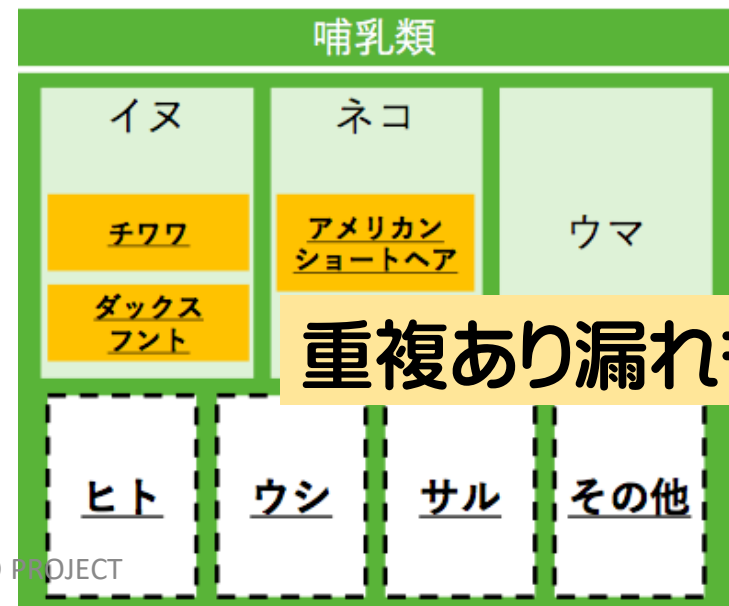 哺乳類
イヌ
ネコ
ウマ
チワワ
ダックス
フント
アメリカン
ショートヘア
重複あり漏れ
ヒト
ウシ
サル
その他
PROJECT